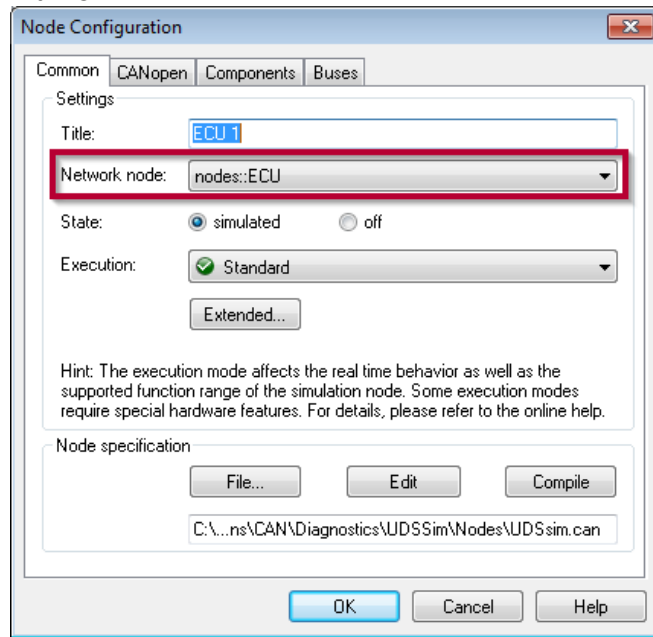 Node Configuration
Common CANopen Components Buses
Settings
Title: ECU 1
Network node: nodes::ECU
State: simulated off
Execution: Standard
Extended...
Hint: The execution mode affects the real time behavior as well as the
supported function range of the simulation node. Some execution modes
require special hardware features. For details, please refer to the online help.
Node specification
File... Edit Compile
C:\...ns\CAN\Diagnostics\UDSSim\Nodes\UDSsim.can
OK Cancel Help